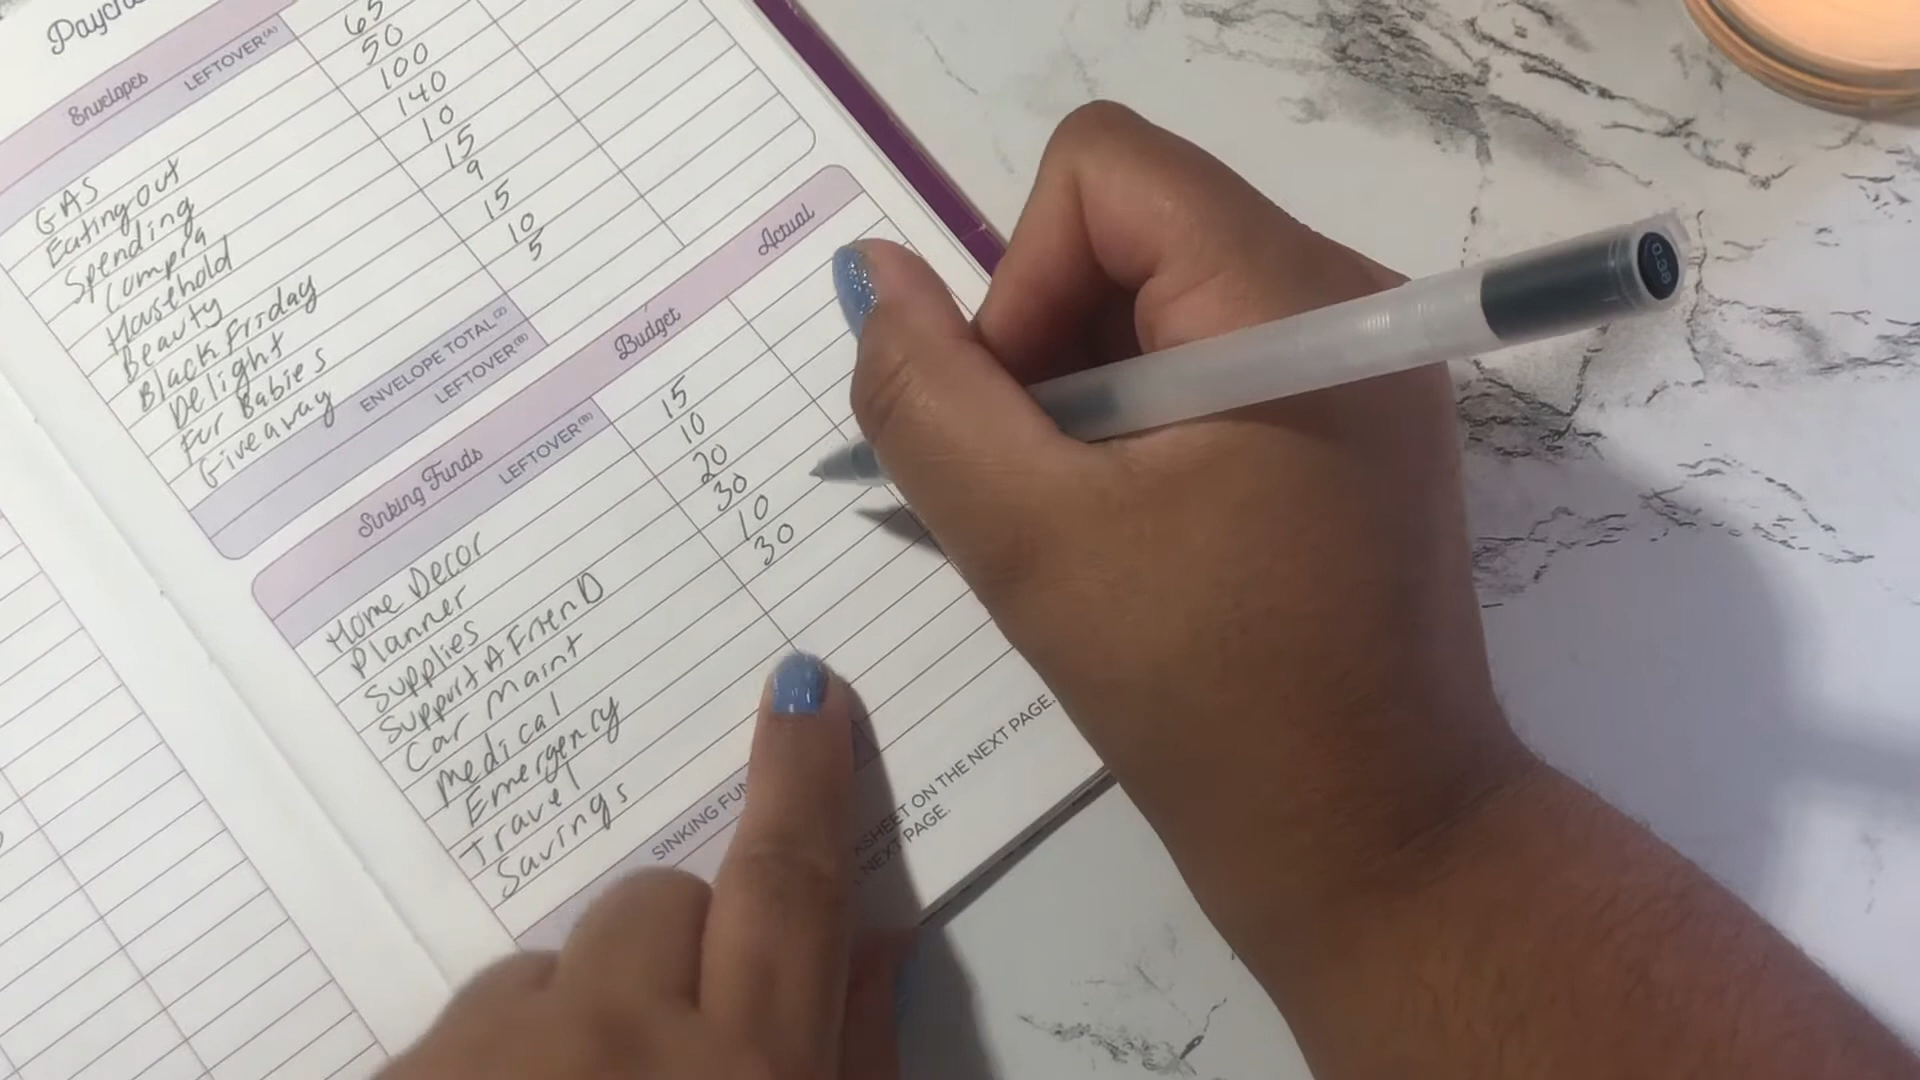 Envelopes
LEFTOVER(A)
GAS 65
Eating out 50
Spending 100
Compra 140
Household 10
Beauty 15
Black Friday 9
Delight 15
Fur Babies 10
Giveaway 5
ENVELOPE TOTAL
LEFTOVER(B)
Sinking Funds Budget Actual
LEFTOVER(B)
Home Decor 15
Planner 10
Supplies 20
Support A FrienD 30
Car Maint 10
Medical 30
Emergency
Travel
Savings
SINKING FUN
KSHEET ON THE NEXT PAGE.
NEXT PAGE.
0.38